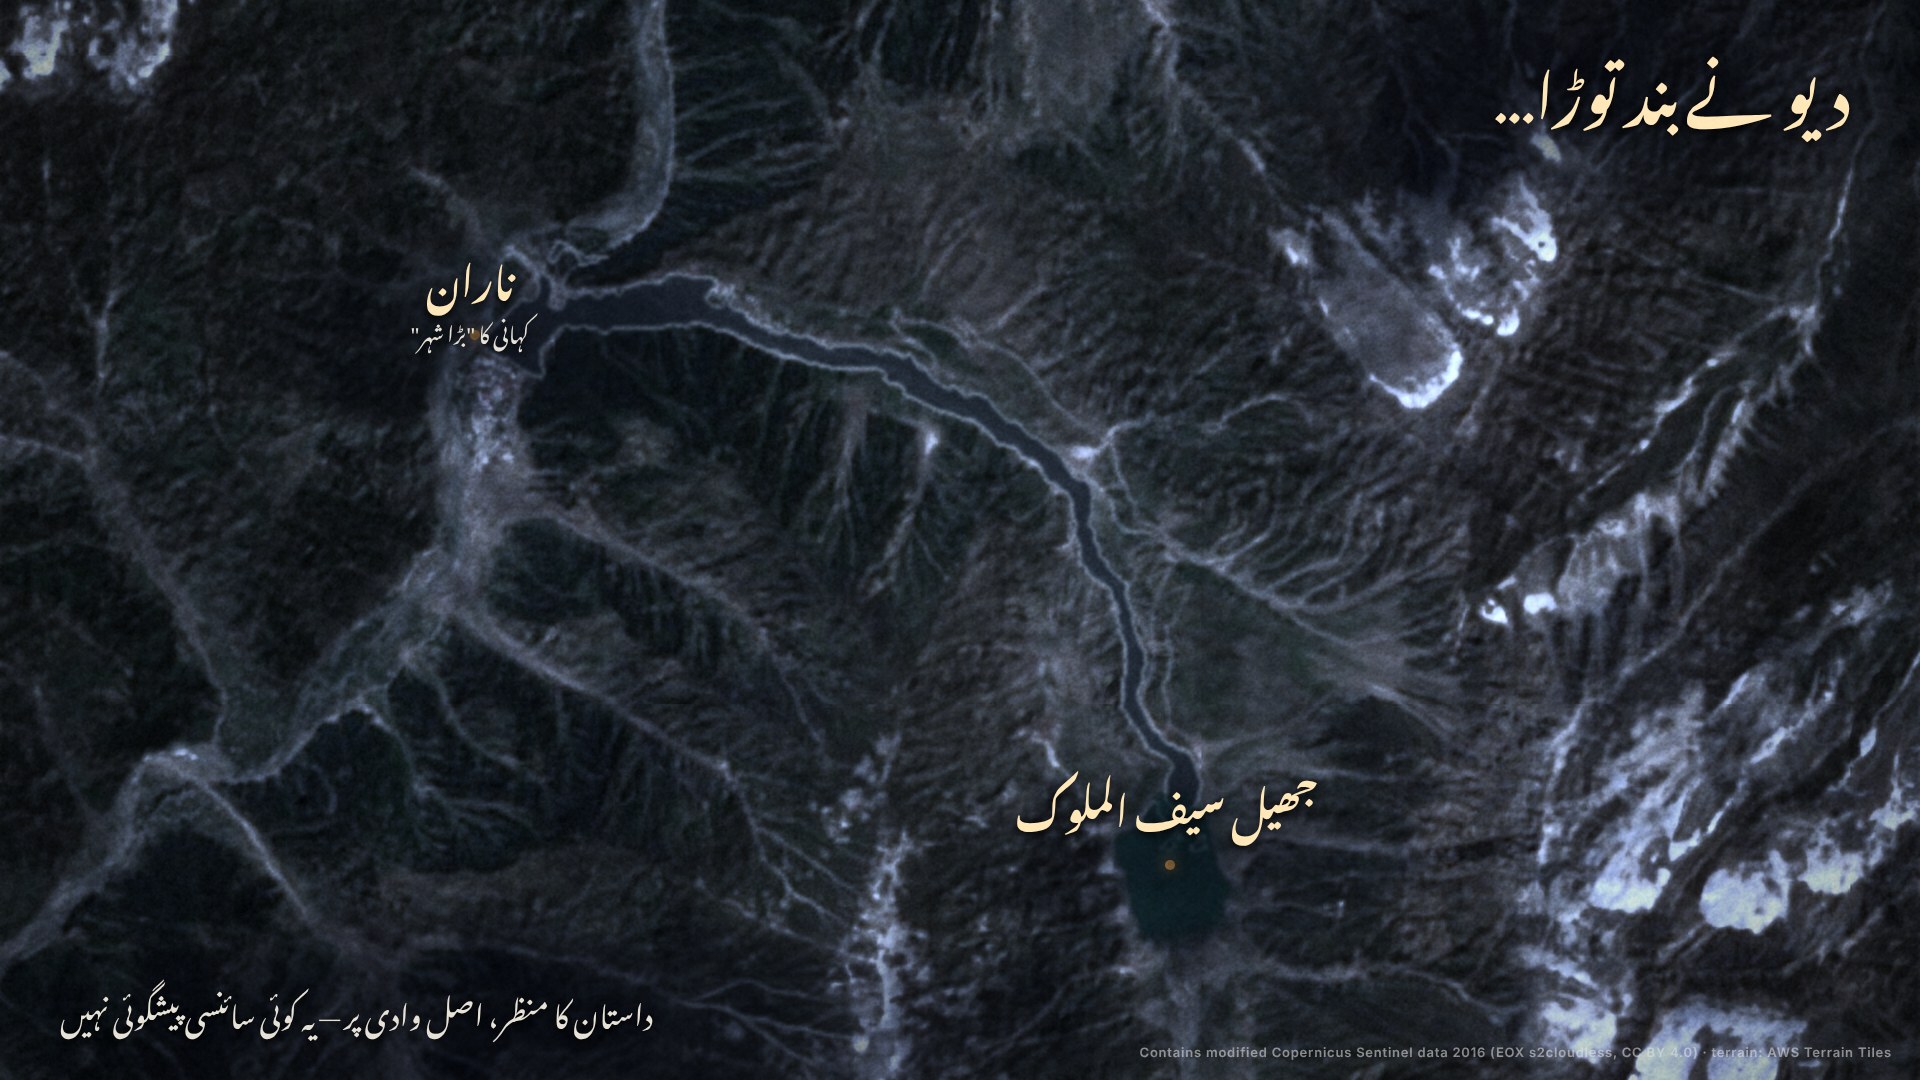 دیو نے بند توڑا...
ناران
کہانی کا "بڑا شہر"
جھیل سیف الملوک
داستان کا منظر، اصل وادی پر — یہ کوئی سائنسی پیشگوئی نہیں
Contains modified Copernicus Sentinel data 2016 (EOX s2cloudless, CC BY 4.0) · terrain: AWS Terrain Tiles